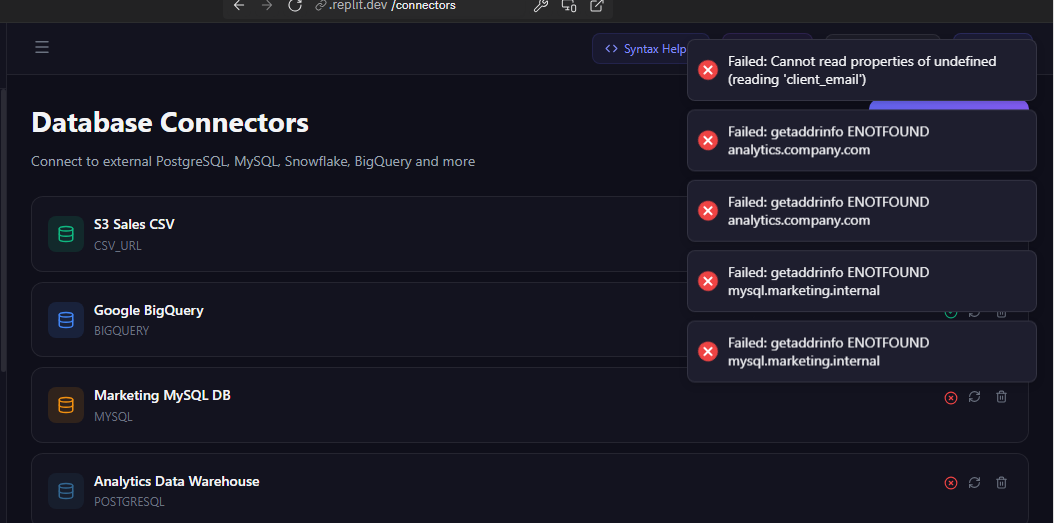 .replit.dev /connectors
<> Syntax Help
Failed: Cannot read properties of undefined
(reading 'client_email')
Failed: getaddrinfo ENOTFOUND
analytics.company.com
Failed: getaddrinfo ENOTFOUND
analytics.company.com
Failed: getaddrinfo ENOTFOUND
mysql.marketing.internal
Failed: getaddrinfo ENOTFOUND
mysql.marketing.internal
Database Connectors
Connect to external PostgreSQL, MySQL, Snowflake, BigQuery and more
S3 Sales CSV
CSV_URL
Google BigQuery
BIGQUERY
Marketing MySQL DB
MYSQL
Analytics Data Warehouse
POSTGRESQL